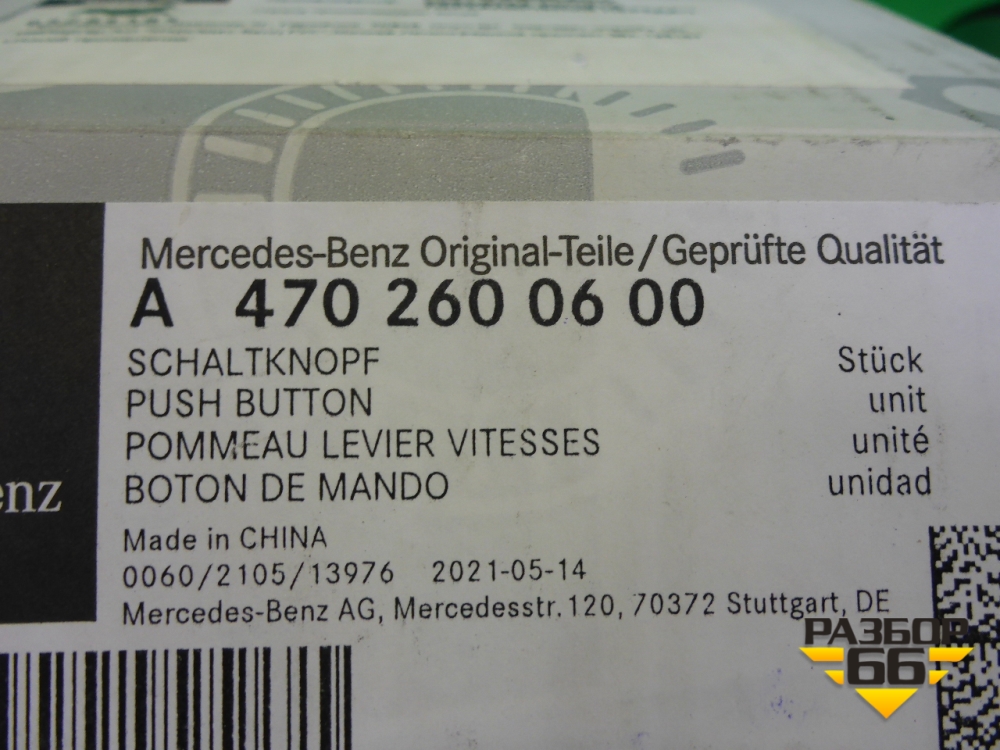 Mercedes-Benz Original-Teile/Geprüfte Qualität
A 470 260 06 00
SCHALTKNOPF Stück
PUSH BUTTON unit
POMMEAU LEVIER VITESSES unité
BOTON DE MANDO unidad
enz
Made in CHINA
0060/2105/13976 2021-05-14
Mercedes-Benz AG, Mercedesstr. 120, 70372 Stuttgart, DE
РАЗБОР
66